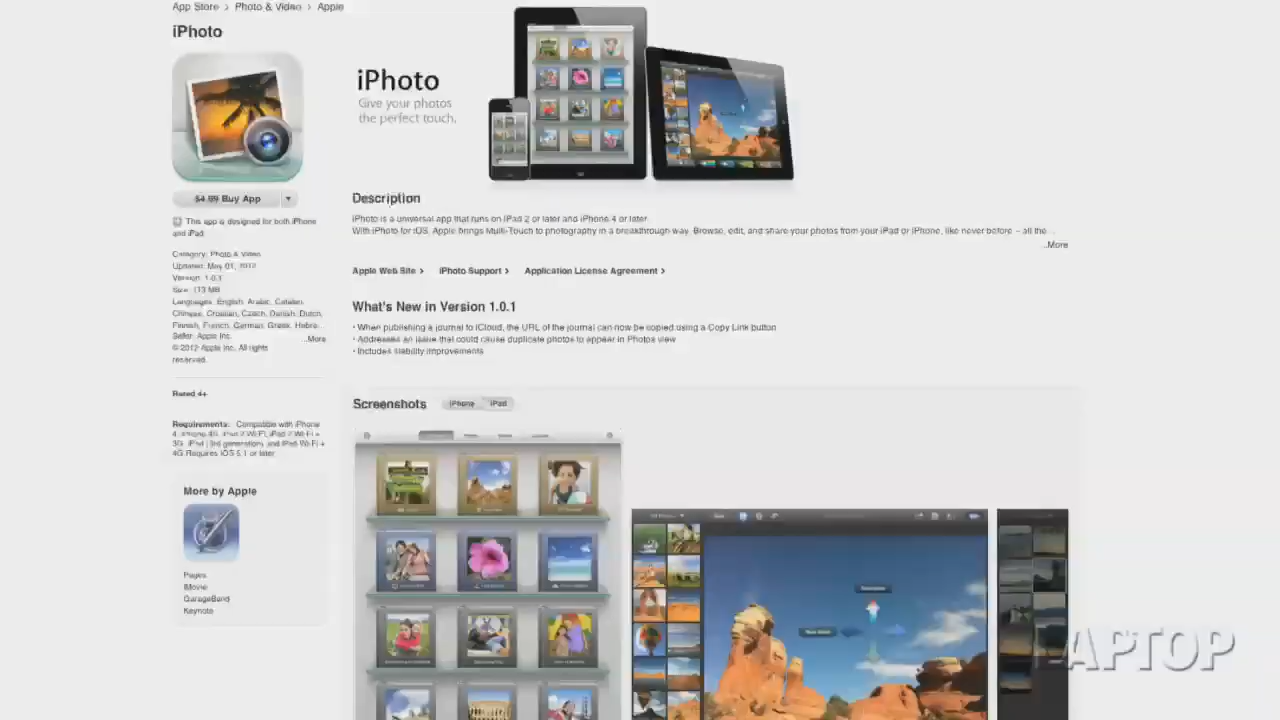 App Store › Photo & Video › Apple
iPhoto
iPhoto
Give your photos
the perfect touch.
$4.99 Buy App
This app is designed for both iPhone
and iPad
Category: Photo & Video
Updated: May 01, 2012
Version: 1.0.1
Size: 113 MB
Languages: English, Arabic, Catalan,
Chinese, Croatian, Czech, Danish, Dutch,
Finnish, French, German, Greek, Hebre...
Seller: Apple Inc.
...More
© 2012 Apple Inc. All rights
reserved.
Rated 4+
Requirements: Compatible with iPhone
4, iPhone 4S, iPad 2 Wi-Fi, iPad 2 Wi-Fi +
3G, iPad (3rd generation) and iPad Wi-Fi +
4G. Requires iOS 5.1 or later
More by Apple
Pages
iMovie
GarageBand
Keynote
Description
iPhoto is a universal app that runs on iPad 2 or later and iPhone 4 or later.
With iPhoto for iOS, Apple brings Multi-Touch to photography in a breakthrough way. Browse, edit, and share your photos from your iPad or iPhone, like never before – all the ...
...More
Apple Web Site › iPhoto Support › Application License Agreement ›
What's New in Version 1.0.1
• When publishing a journal to iCloud, the URL of the journal can now be copied using a Copy Link button
• Addresses an issue that could cause duplicate photos to appear in Photos view
• Includes stability improvements
Screenshots iPhone iPad
LAPTOP